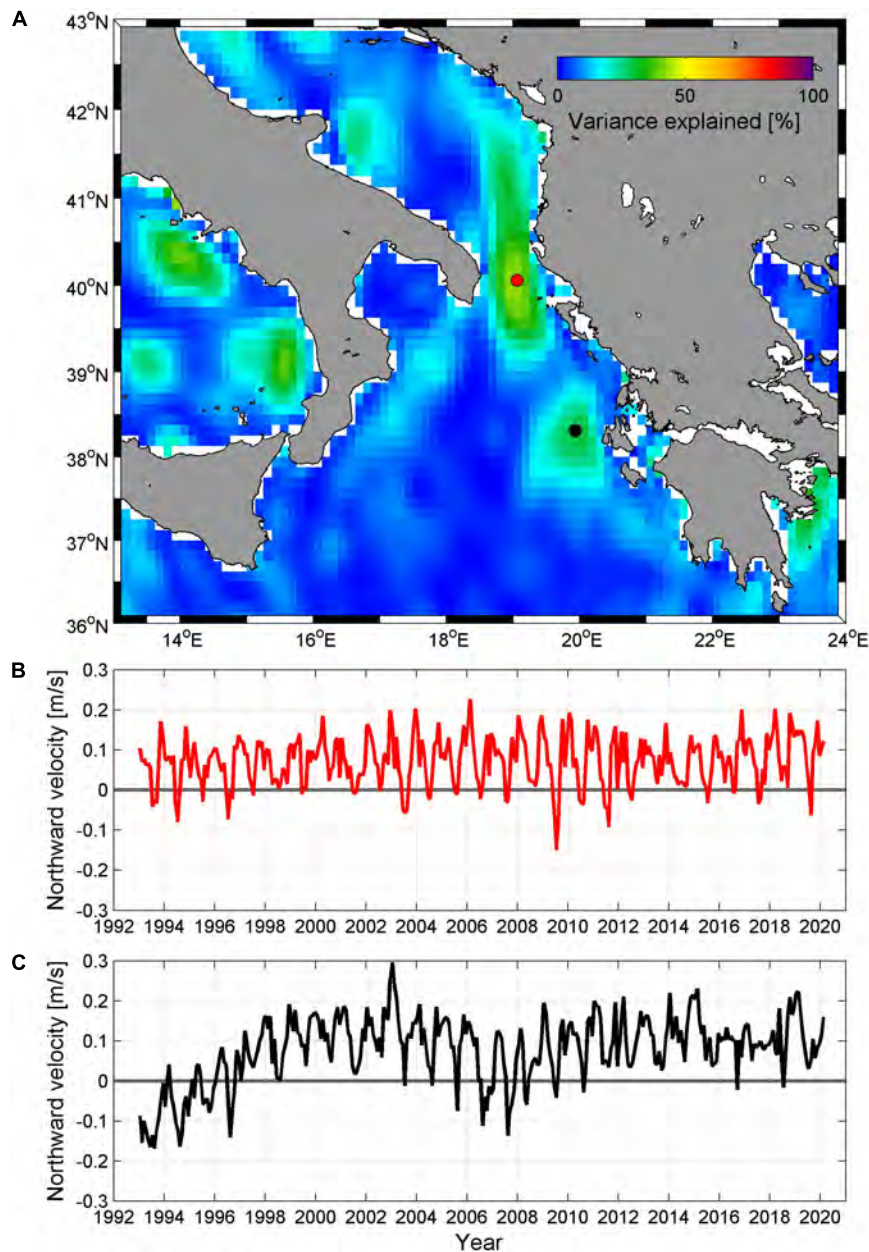 A
43°N
42°N
41°N
40°N
39°N
38°N
37°N
36°N
0 50 100
Variance explained [%]
14°E 16°E 18°E 20°E 22°E 24°E
B
Northward velocity [m/s]
0.3
0.2
0.1
0
-0.1
-0.2
-0.3
1992 1994 1996 1998 2000 2002 2004 2006 2008 2010 2012 2014 2016 2018 2020
C
Northward velocity [m/s]
0.3
0.2
0.1
0
-0.1
-0.2
-0.3
1992 1994 1996 1998 2000 2002 2004 2006 2008 2010 2012 2014 2016 2018 2020
Year